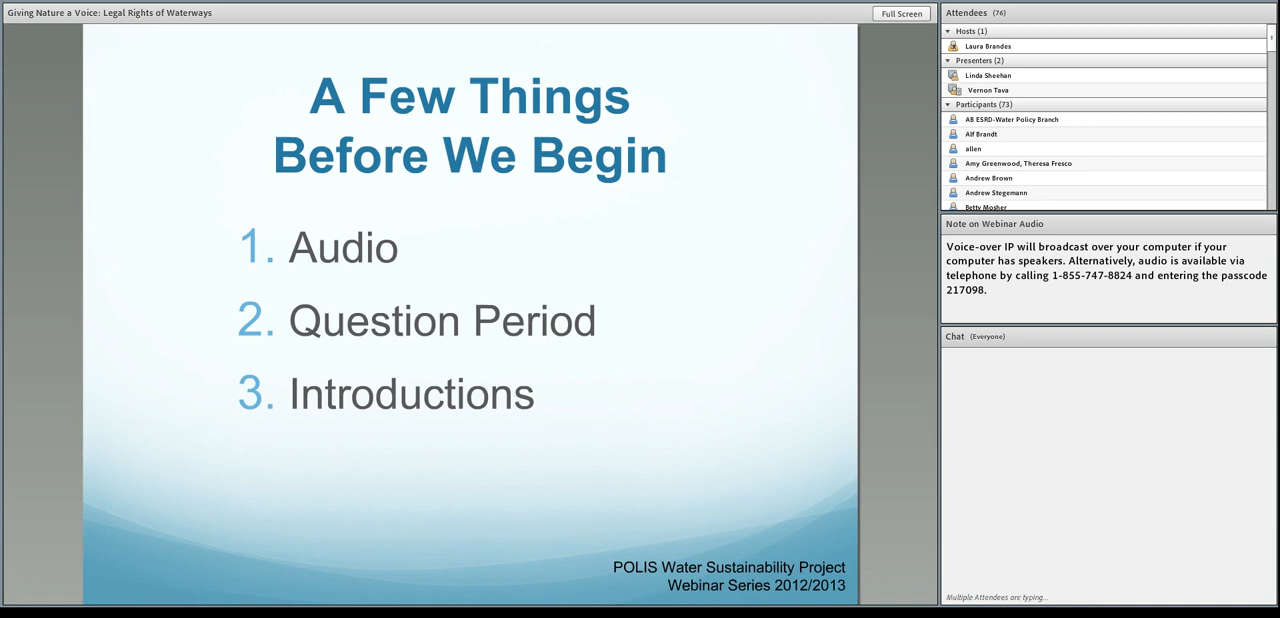 Giving Nature a Voice: Legal Rights of Waterways
Full Screen
A Few Things
Before We Begin
1. Audio
2. Question Period
3. Introductions
POLIS Water Sustainability Project
Webinar Series 2012/2013
Attendees (76)
Hosts (1)
Laura Brandes
Presenters (2)
Linda Sheehan
Vernon Tava
Participants (73)
AB ESRD-Water Policy Branch
Alf Brandt
allen
Amy Greenwood, Theresa Fresco
Andrew Brown
Andrew Stegemann
Betty Mosher
Note on Webinar Audio
Voice-over IP will broadcast over your computer if your
computer has speakers. Alternatively, audio is available via
telephone by calling 1-855-747-8824 and entering the passcode
217098.
Chat (Everyone)
Multiple Attendees are typing...